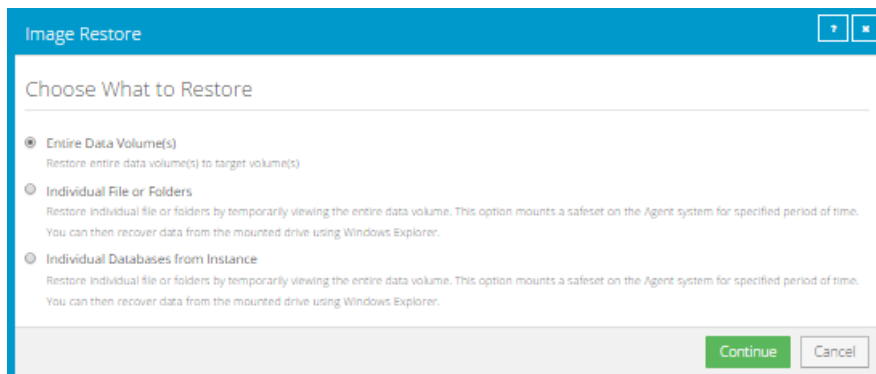 Image Restore
?
Choose What to Restore
Entire Data Volume(s)
Restore entire data volume(s) to target volume(s)
Individual File or Folders
Restore individual file or folders by temporarily viewing the entire data volume. This option mounts a safeset on the Agent system for specified period of time.
You can then recover data from the mounted drive using Windows Explorer.
Individual Databases from Instance
Restore individual file or folders by temporarily viewing the entire data volume. This option mounts a safeset on the Agent system for specified period of time.
You can then recover data from the mounted drive using Windows Explorer.
Continue Cancel